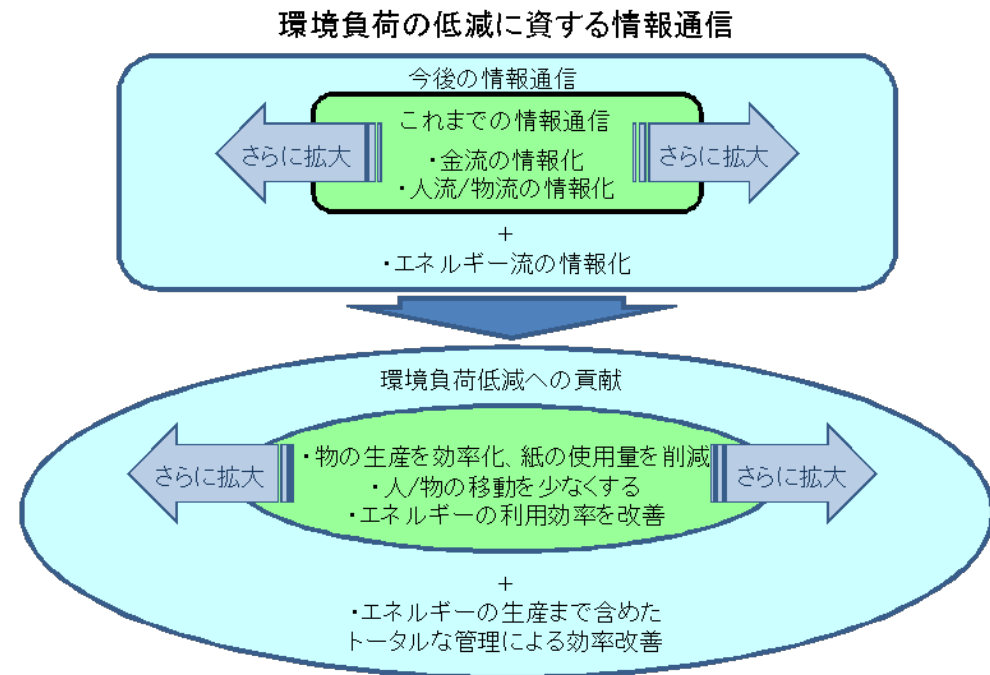 環境負荷の低減に資する情報通信
今後の情報通信
これまでの情報通信
さらに拡大
・金流の情報化
さらに拡大
・人流/物流の情報化
+
・エネルギー流の情報化
環境負荷低減への貢献
・物の生産を効率化、紙の使用量を削減
さらに拡大
・人/物の移動を少なくする
さらに拡大
・エネルギーの利用効率を改善
+
・エネルギーの生産まで含めた
トータルな管理による効率改善